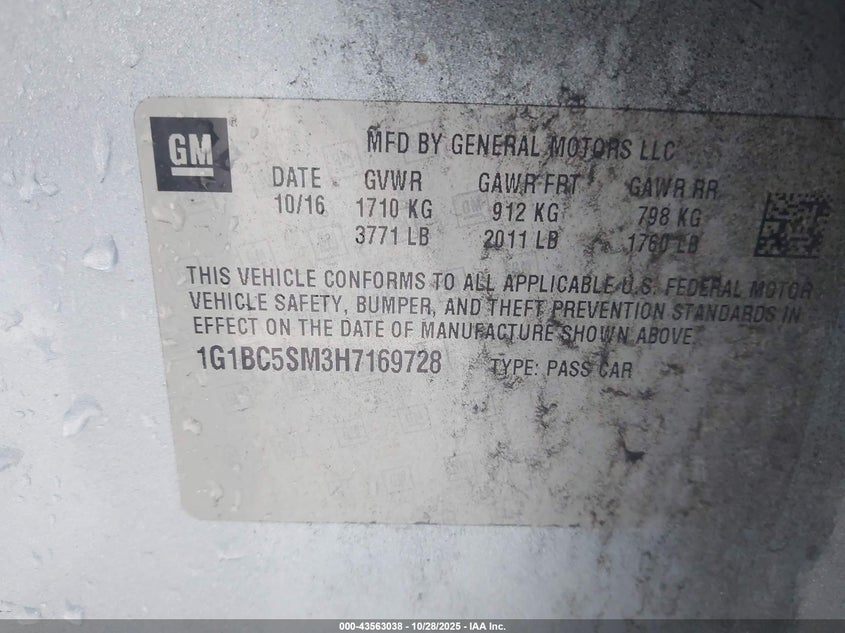 GM
MFD BY GENERAL MOTORS LLC
DATE GVWR GAWR FRT GAWR RR
10/16 1710 KG 912 KG 798 KG
3771 LB 2011 LB 1760 LB
THIS VEHICLE CONFORMS TO ALL APPLICABLE U.S. FEDERAL MOTOR
VEHICLE SAFETY, BUMPER, AND THEFT PREVENTION STANDARDS IN
EFFECT ON THE DATE OF MANUFACTURE SHOWN ABOVE.
1G1BC5SM3H7169728 TYPE: PASS CAR
000-43563038 - 10/28/2025 - IAA Inc.